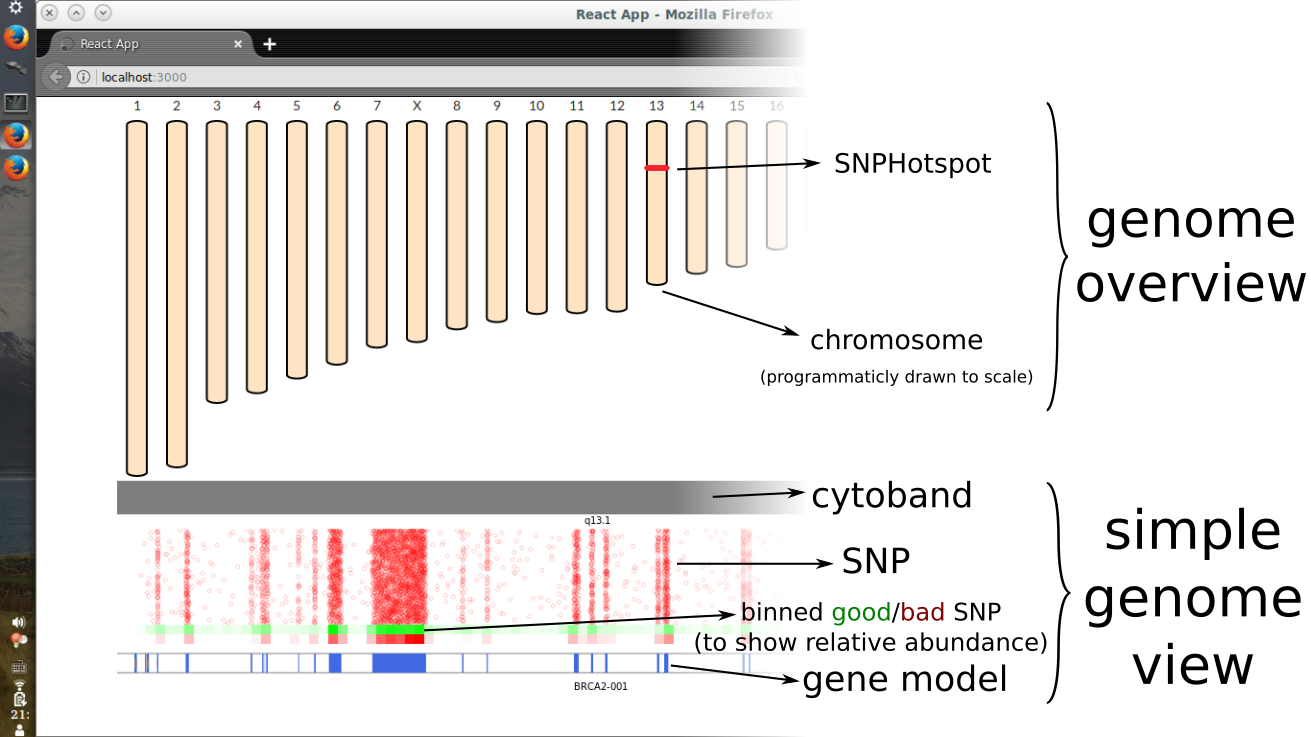 React App - Mozilla Firefox
React App
localhost:3000
1 2 3 4 5 6 7 X 8 9 10 11 12 13 14 15 16
SNPHotspot
genome
overview
chromosome
(programmaticly drawn to scale)
cytoband
q13.1
simple
genome
view
SNP
binned good/bad SNP
(to show relative abundance)
gene model
BRCA2-001
21: